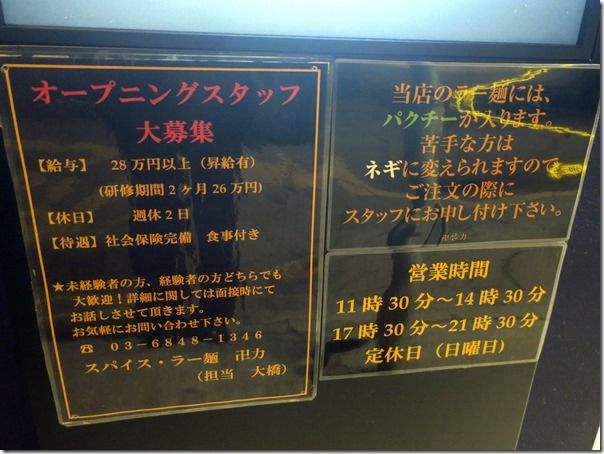 オープニングスタッフ
大募集
【給与】 28万円以上（昇給有）
(研修期間2ヶ月26万円)
【休日】 週休2日
【待遇】社会保険完備 食事付き
★未経験者の方、経験者の方どちらでも
大歓迎！詳細に関しては面接時にて
お話しさせて頂きます。
お気軽にお問い合わせ下さい。
☎ 03-6848-1346
スパイス・ラー麺 卍力
(担当 大橋)
当店のラー麺には、
パクチーが入ります。
苦手な方は
ネギに変えられますので
ご注文の際に
スタッフにお申し付け下さい。
卍力
営業時間
11時30分～14時30分
17時30分～21時30分
定休日（日曜日）